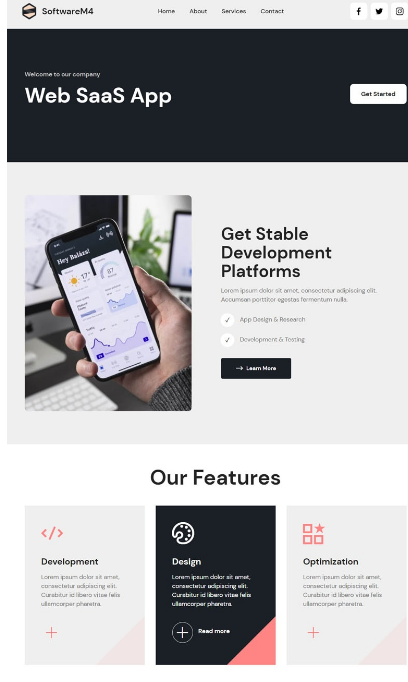 SoftwareM4
Home About Services Contact
Welcome to our company
Web SaaS App
Get Started
Hey Balázs!
17°
87
Get Stable
Development
Platforms
Lorem ipsum dolor sit amet, consectetur adipiscing elit.
Accumsan porttitor egestas fermentum nulla.
App Design & Research
Development & Testing
Learn More
Our Features
Development
Lorem ipsum dolor sit amet,
consectetur adipiscing elit.
Curabitur id libero vitae felis
ullamcorper pharetra.
Design
Lorem ipsum dolor sit amet,
consectetur adipiscing elit.
Curabitur id libero vitae felis
ullamcorper pharetra.
Read more
Optimization
Lorem ipsum dolor sit amet,
consectetur adipiscing elit.
Curabitur id libero vitae felis
ullamcorper pharetra.